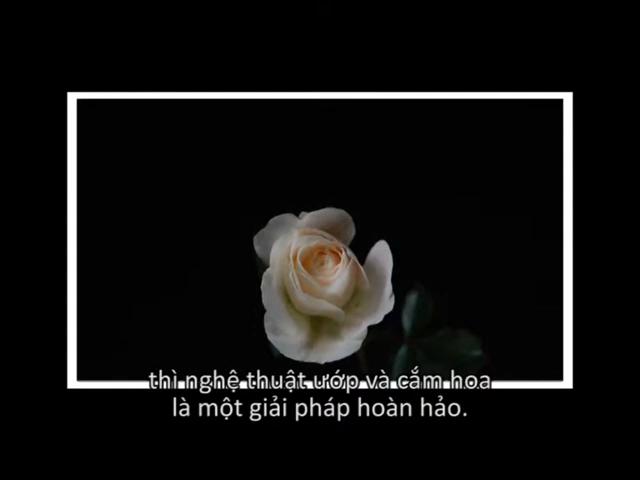 thì nghệ thuật ướp và cắm hoa
là một giải pháp hoàn hảo.